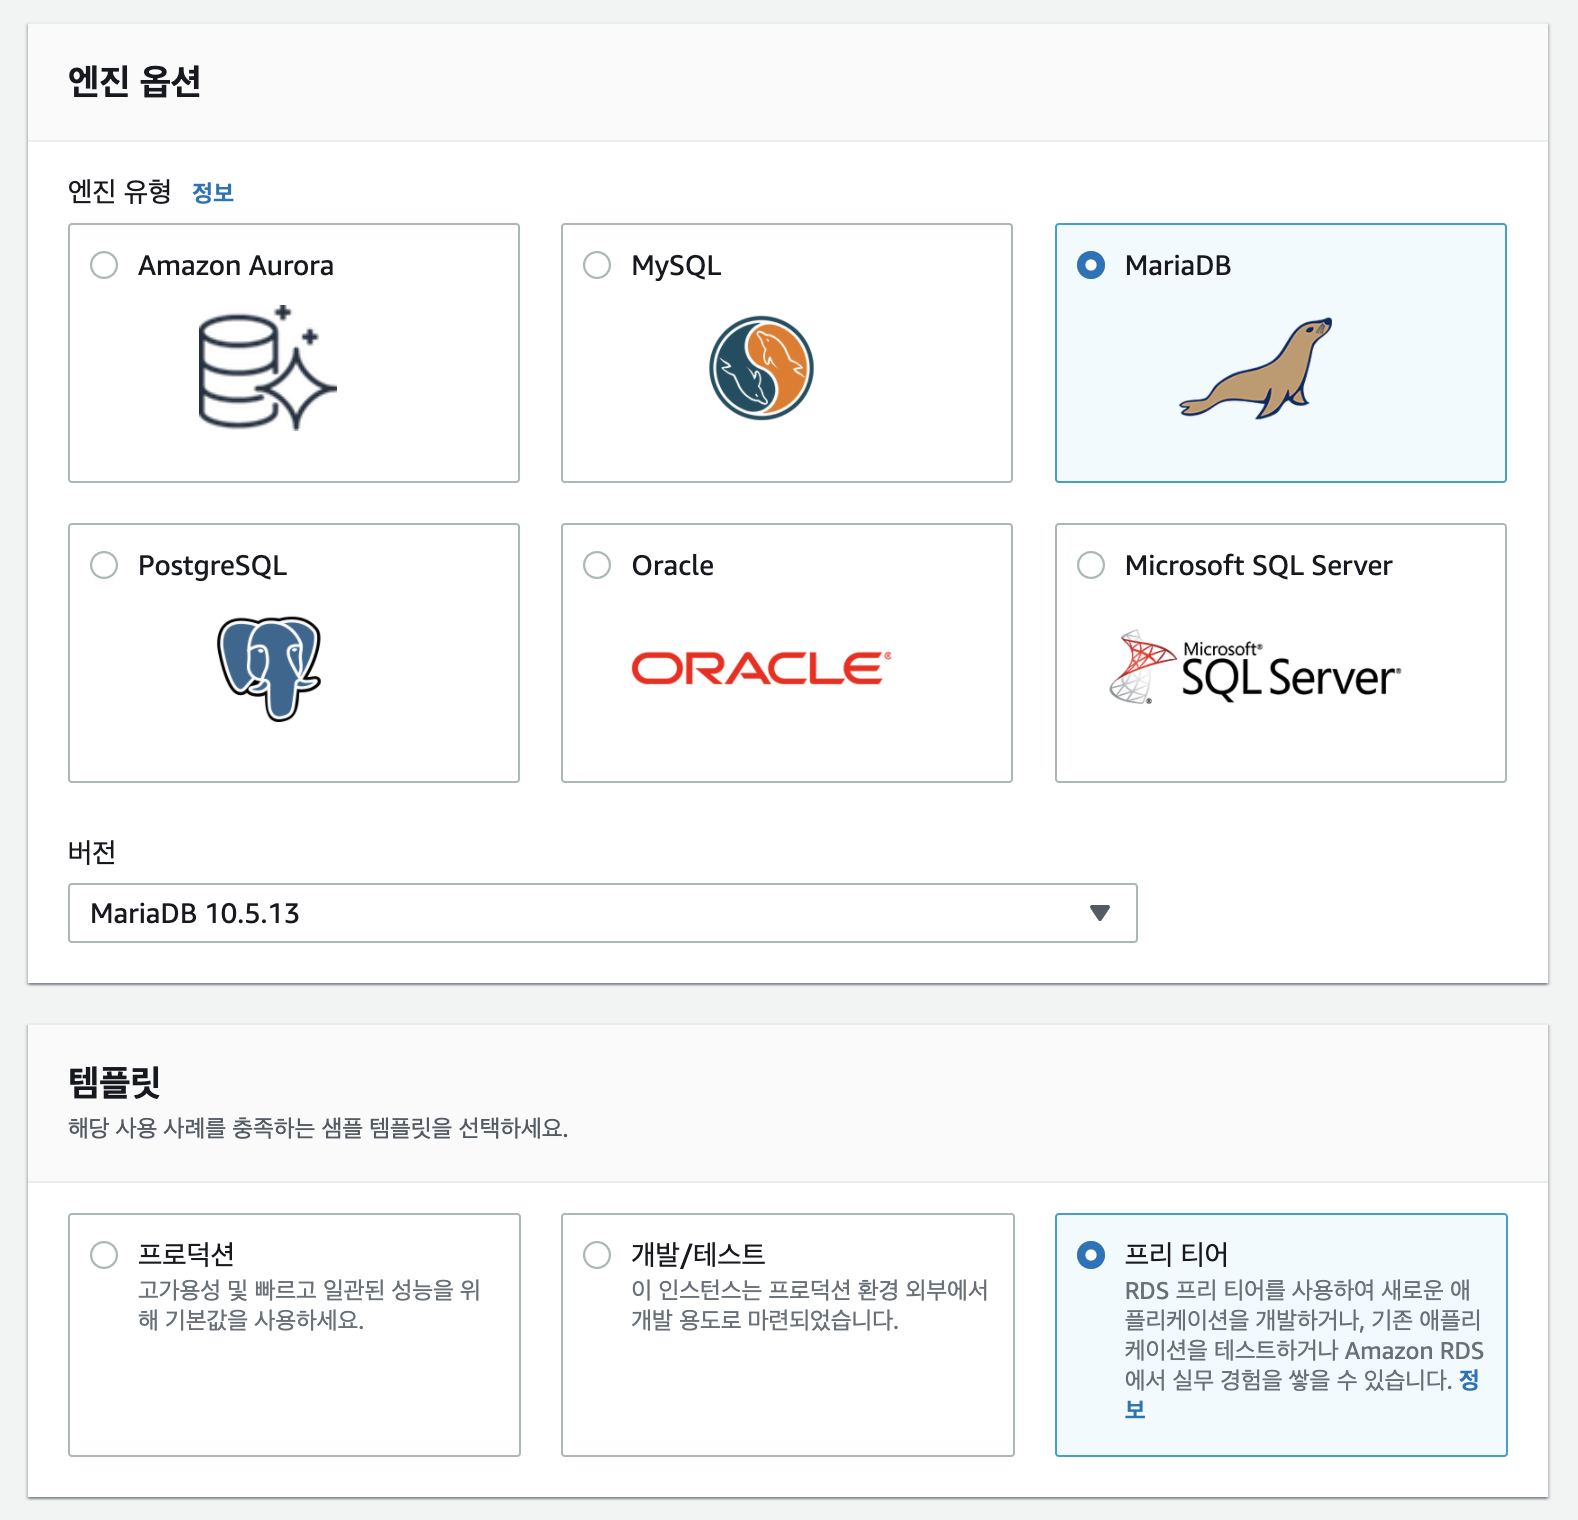 엔진 옵션
엔진 유형 정보
Amazon Aurora
MySQL
MariaDB
PostgreSQL
Oracle
ORACLE
Microsoft SQL Server
Microsoft®
SQL Server®
버전
MariaDB 10.5.13
템플릿
해당 사용 사례를 충족하는 샘플 템플릿을 선택하세요.
프로덕션
고가용성 및 빠르고 일관된 성능을 위
해 기본값을 사용하세요.
개발/테스트
이 인스턴스는 프로덕션 환경 외부에서
개발 용도로 마련되었습니다.
프리 티어
RDS 프리 티어를 사용하여 새로운 애
플리케이션을 개발하거나, 기존 애플리
케이션을 테스트하거나 Amazon RDS
에서 실무 경험을 쌓을 수 있습니다. 정
보